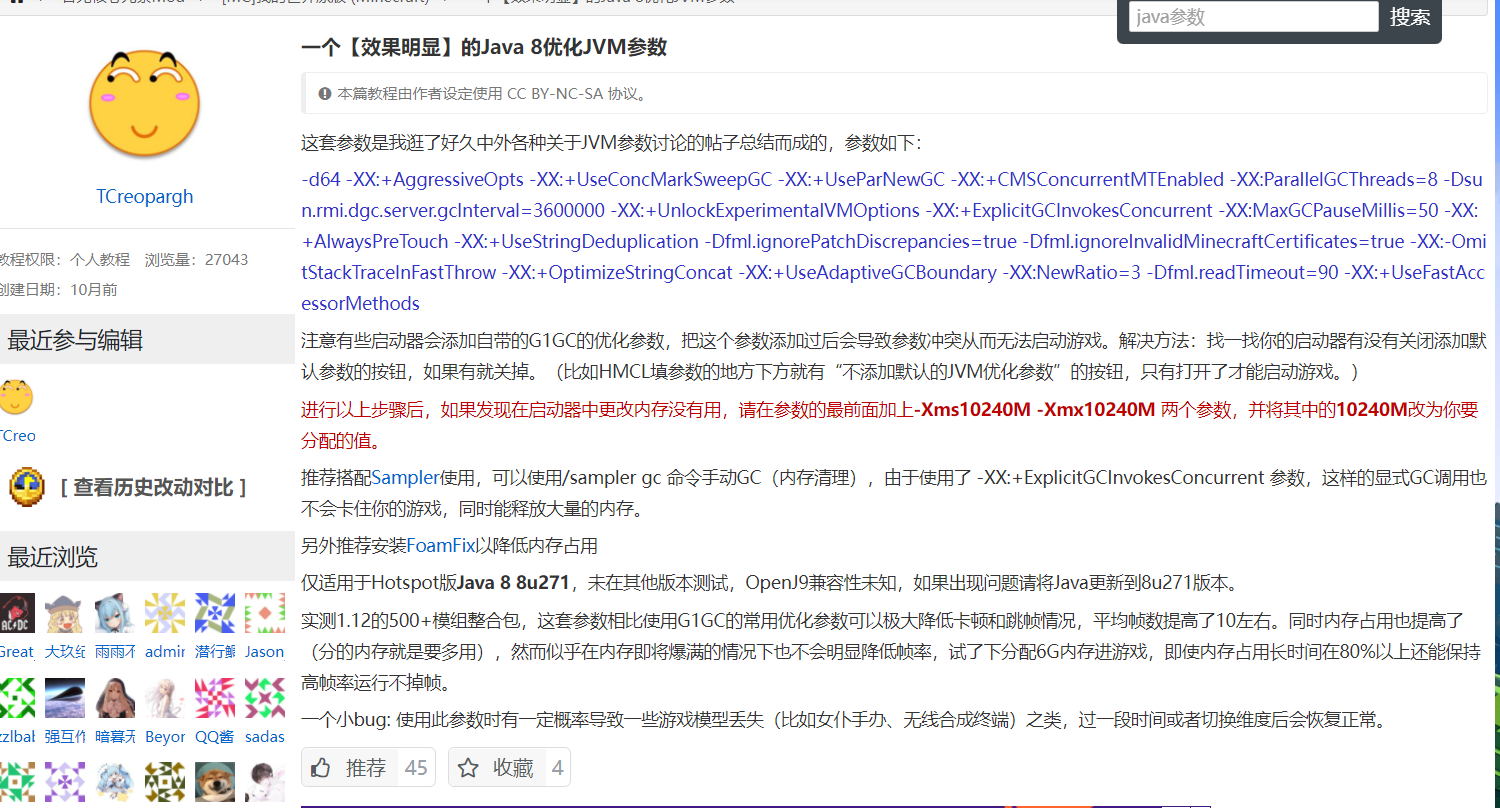 java参数
搜索
一个【效果明显】的Java 8优化JVM参数
本篇教程由作者设定使用 CC BY-NC-SA 协议。
TCreopargh
教程权限：个人教程 浏览量：27043
创建日期：10月前
最近参与编辑
TCreo
[ 查看历史改动对比 ]
最近浏览
大玖
雨雨
admir
潜行
Jason
强互作
暗暮
Beyor
QQ酱
sadas
这套参数是我逛了好久中外各种关于JVM参数讨论的帖子总结而成的，参数如下：
-d64 -XX:+AggressiveOpts -XX:+UseConcMarkSweepGC -XX:+UseParNewGC -XX:+CMSConcurrentMTEnabled -XX:ParallelGCThreads=8 -Dsu
n.rmi.dgc.server.gcInterval=3600000 -XX:+UnlockExperimentalVMOptions -XX:+ExplicitGCInvokesConcurrent -XX:MaxGCPauseMillis=50 -XX:
+AlwaysPreTouch -XX:+UseStringDeduplication -Dfml.ignorePatchDiscrepancies=true -Dfml.ignoreInvalidMinecraftCertificates=true -XX:-Omi
tStackTraceInFastThrow -XX:+OptimizeStringConcat -XX:+UseAdaptiveGCBoundary -XX:NewRatio=3 -Dfml.readTimeout=90 -XX:+UseFastAcc
essorMethods
注意有些启动器会添加自带的G1GC的优化参数，把这个参数添加过后会导致参数冲突从而无法启动游戏。解决方法：找一找你的启动器有没有关闭添加默
认参数的按钮，如果有就关掉。（比如HMCL填参数的地方下方就有“不添加默认的JVM优化参数”的按钮，只有打开了才能启动游戏。）
进行以上步骤后，如果发现在启动器中更改内存没有用，请在参数的最前面加上-Xms10240M -Xmx10240M 两个参数，并将其中的10240M改为你要
分配的值。
推荐搭配Sampler使用，可以使用/sampler gc 命令手动GC（内存清理），由于使用了 -XX:+ExplicitGCInvokesConcurrent 参数，这样的显式GC调用也
不会卡住你的游戏，同时能释放大量的内存。
另外推荐安装FoamFix以降低内存占用
仅适用于Hotspot版Java 8 8u271，未在其他版本测试，OpenJ9兼容性未知，如果出现问题请将Java更新到8u271版本。
实测1.12的500+模组整合包，这套参数相比使用G1GC的常用优化参数可以极大降低卡顿和跳帧情况，平均帧数提高了10左右。同时内存占用也提高了
（分的内存就是要多用），然而似乎在内存即将爆满的情况下也不会明显降低帧率，试了下分配6G内存进游戏，即使内存占用长时间在80%以上还能保持
高帧率运行不掉帧。
一个小bug: 使用此参数时有一定概率导致一些游戏模型丢失（比如女仆手办、无线合成终端）之类，过一段时间或者切换维度后会恢复正常。
推荐 45
收藏 4